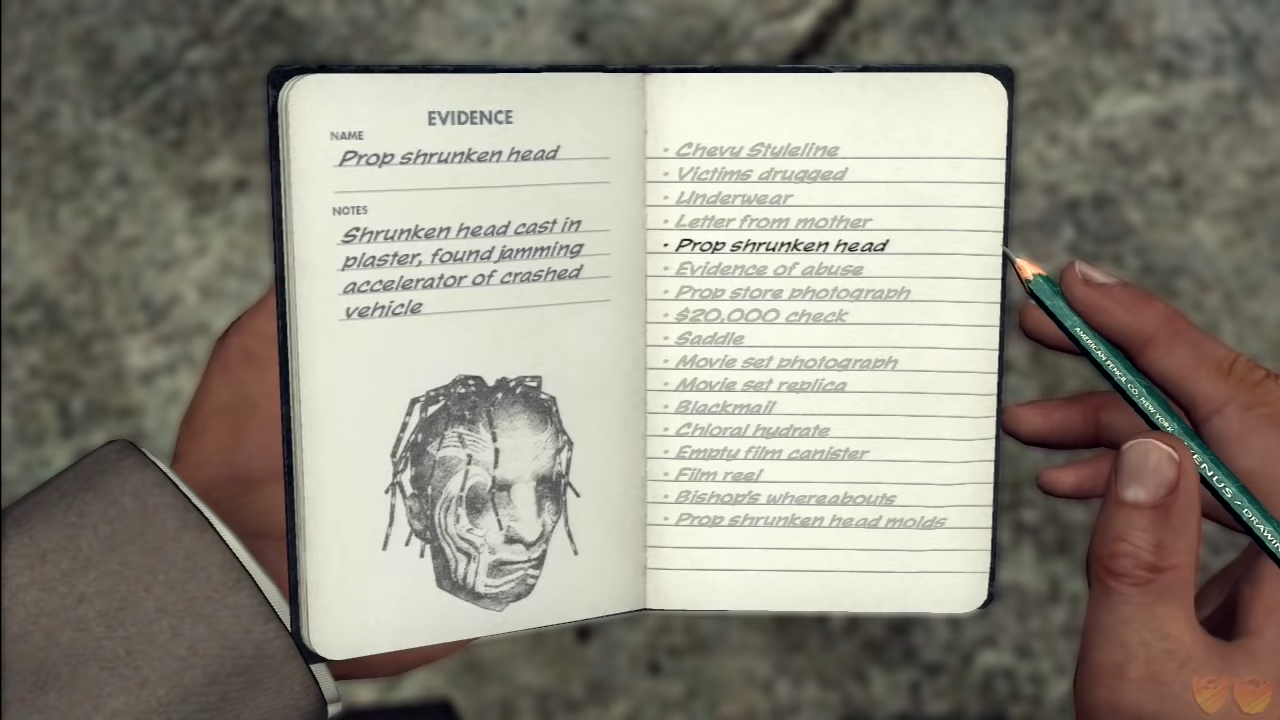 EVIDENCE
NAME
Prop shrunken head
NOTES
Shrunken head cast in
plaster, found jamming
accelerator of crashed
vehicle
• Chevy Styleline
• Victims drugged
• Underwear
• Letter from mother
• Prop shrunken head
• Evidence of abuse
• Prop store photograph
• $20,000 check
• Saddle
• Movie set photograph
• Movie set replica
• Blackmail
• Chloral hydrate
• Empty film canister
• Film reel
• Bishop's whereabouts
• Prop shrunken head molds
AMERICAN PENCIL CO. NEW YORK VENUS / DRAWIN